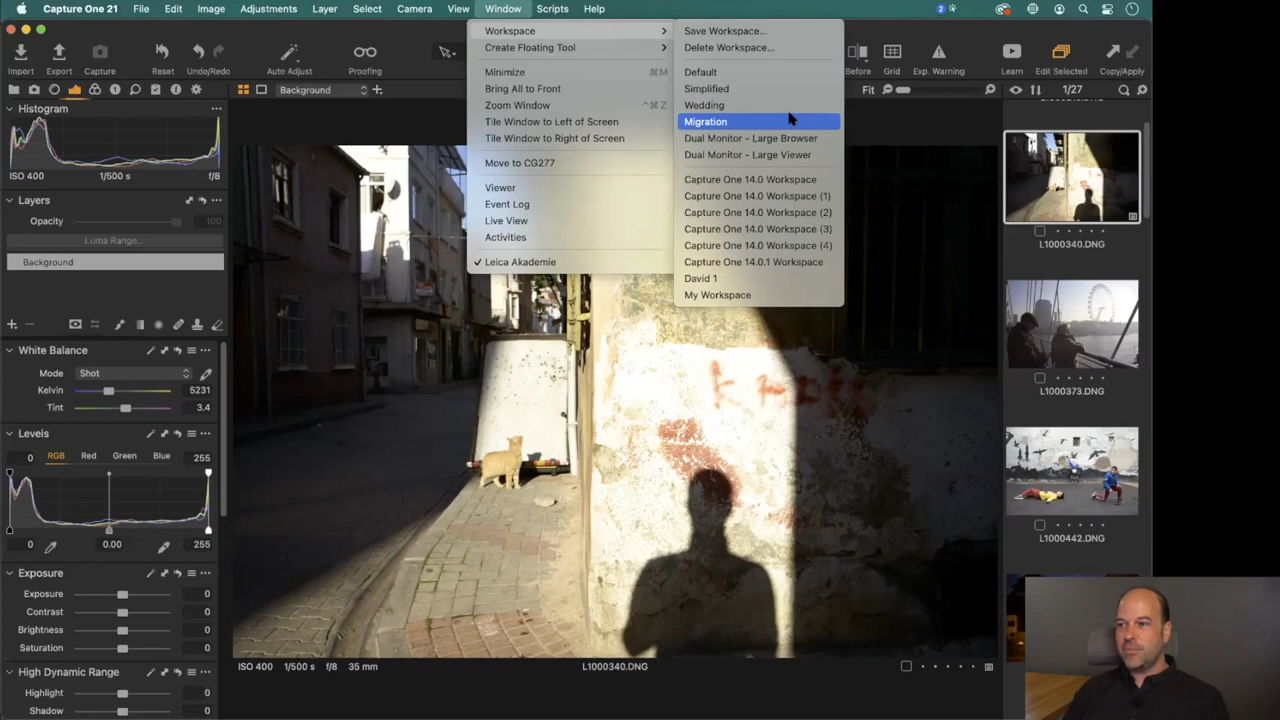 Capture One 21 File Edit Image Adjustments Layer Select Camera View Window Scripts Help
2
Import Export Capture Reset Undo/Redo Auto Adjust Proofing
Before Grid Exp. Warning Learn Edit Selected Copy/Apply
Background
Fit 1/27
Workspace
Create Floating Tool
Minimize ⌘M
Bring All to Front
Zoom Window ^⌘Z
Tile Window to Left of Screen
Tile Window to Right of Screen
Move to CG277
Viewer
Event Log
Live View
Activities
✓ Leica Akademie
Save Workspace...
Delete Workspace...
Default
Simplified
Wedding
Migration
Dual Monitor - Large Browser
Dual Monitor - Large Viewer
Capture One 14.0 Workspace
Capture One 14.0 Workspace (1)
Capture One 14.0 Workspace (2)
Capture One 14.0 Workspace (3)
Capture One 14.0 Workspace (4)
Capture One 14.0.1 Workspace
David 1
My Workspace
Histogram
ISO 400 1/500 s f/8
Layers
Opacity 100
Luma Range...
Background
White Balance
Mode Shot
Kelvin 5231
Tint 3.4
Levels
0 RGB Red Green Blue 255
0 0.00 255
Exposure
Exposure 0
Contrast 0
Brightness 0
Saturation 0
High Dynamic Range
Highlight 0
Shadow 0
ISO 400 1/500 s f/8 35 mm
L1000340.DNG
L1000340.DNG
L1000373.DNG
L1000442.DNG